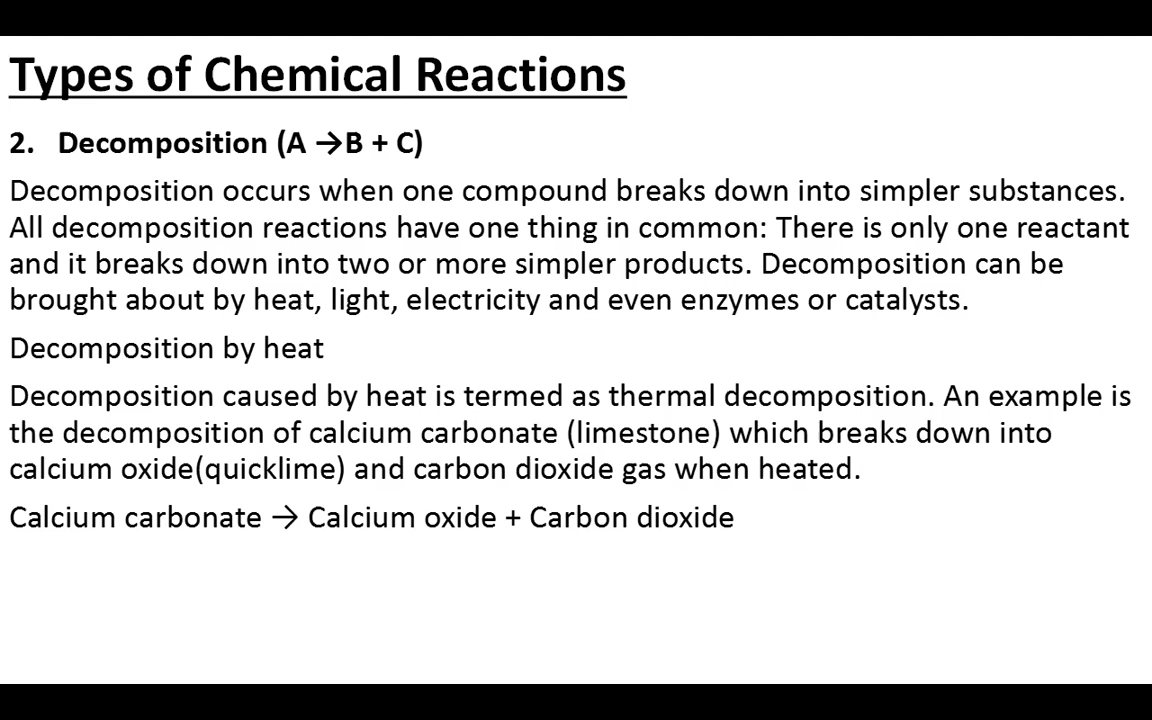 Types of Chemical Reactions
2. Decomposition (A →B + C)
Decomposition occurs when one compound breaks down into simpler substances.
All decomposition reactions have one thing in common: There is only one reactant
and it breaks down into two or more simpler products. Decomposition can be
brought about by heat, light, electricity and even enzymes or catalysts.
Decomposition by heat
Decomposition caused by heat is termed as thermal decomposition. An example is
the decomposition of calcium carbonate (limestone) which breaks down into
calcium oxide(quicklime) and carbon dioxide gas when heated.
Calcium carbonate → Calcium oxide + Carbon dioxide